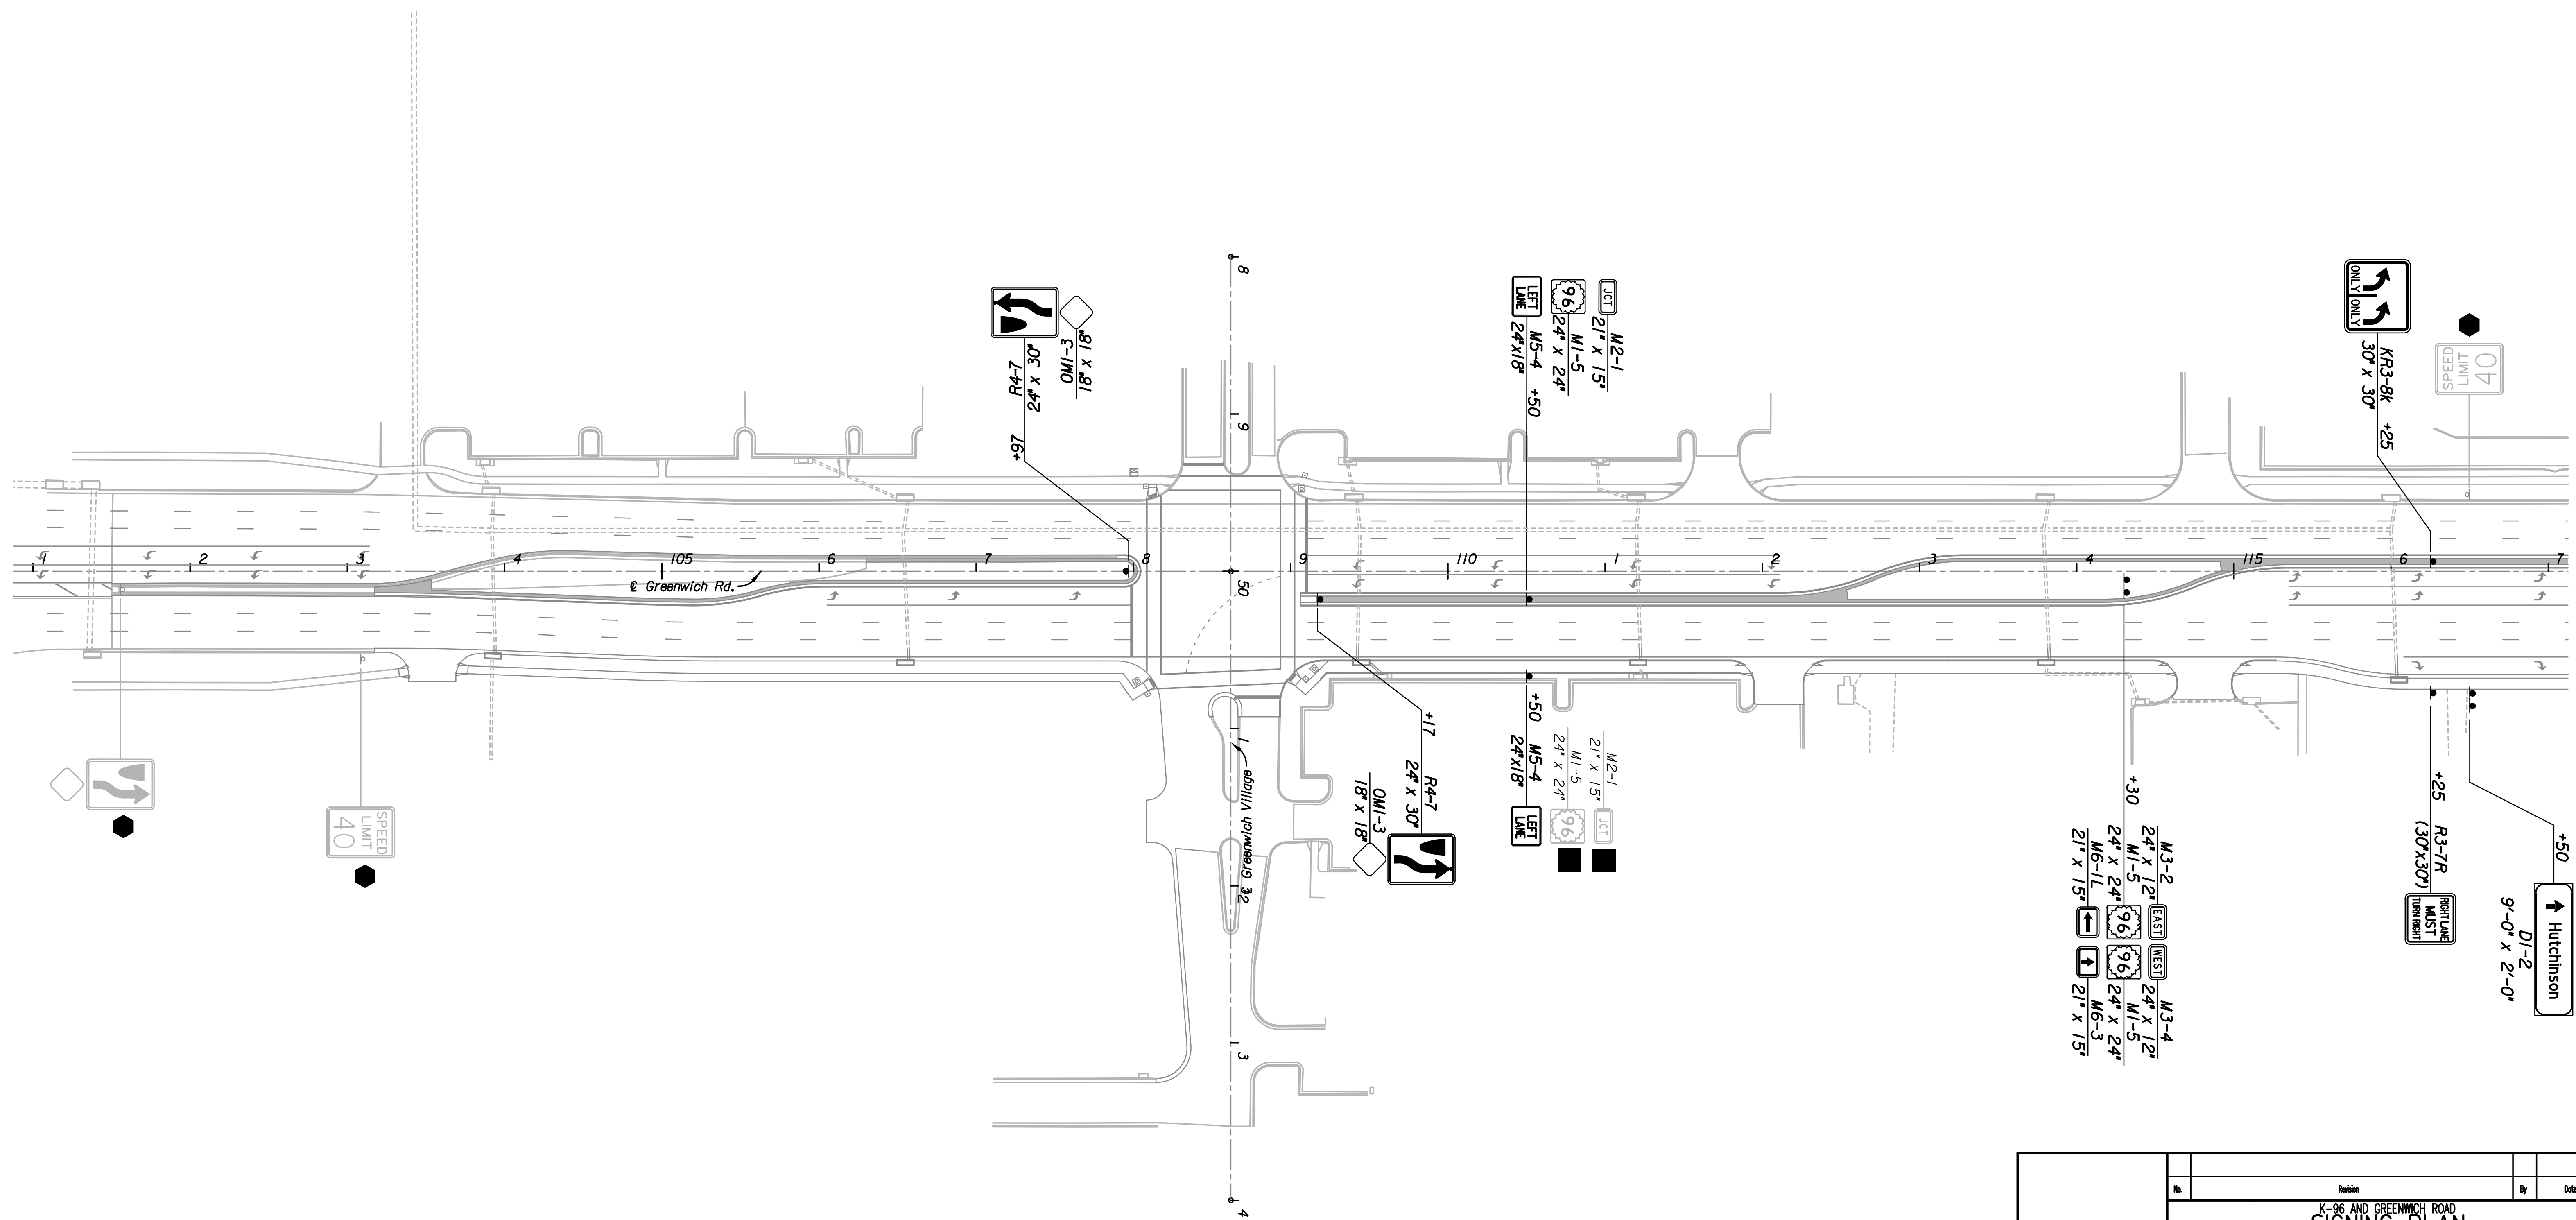 R4-7
24" x 30"
OM1-3
18" x 18"
+97
LEFT
LANE
M5-4
24"x18"
96
M1-5
24" x 24"
JCT
M2-1
21" x 15"
+50
ONLY
ONLY
KR3-8k
30" x 30"
+25
SPEED
LIMIT
40
8
9
50
1
2
3
4
1
2
3
4
105
6
7
8
9
110
1
2
3
4
115
6
7
℄ Greenwich Rd.
℄ Greenwich Village
SPEED
LIMIT
40
+17
R4-7
24" x 30"
OM1-3
18" x 18"
+50
M5-4
24"x18"
LEFT
LANE
M1-5
24" x 24"
96
M2-1
21" x 15"
JCT
+30
M3-2
24" x 12"
EAST
M1-5
24" x 24"
96
M6-1L
21" x 15"
WEST
M3-4
24" x 12"
96
M1-5
24" x 24"
M6-3
21" x 15"
+25
R3-7R
(30"x30")
RIGHT LANE
MUST
TURN RIGHT
+50
Hutchinson
D1-2
9'-0" x 2'-0"
No.
Revision
By
Date
K-96 AND GREENWICH ROAD
SIGNING PLAN